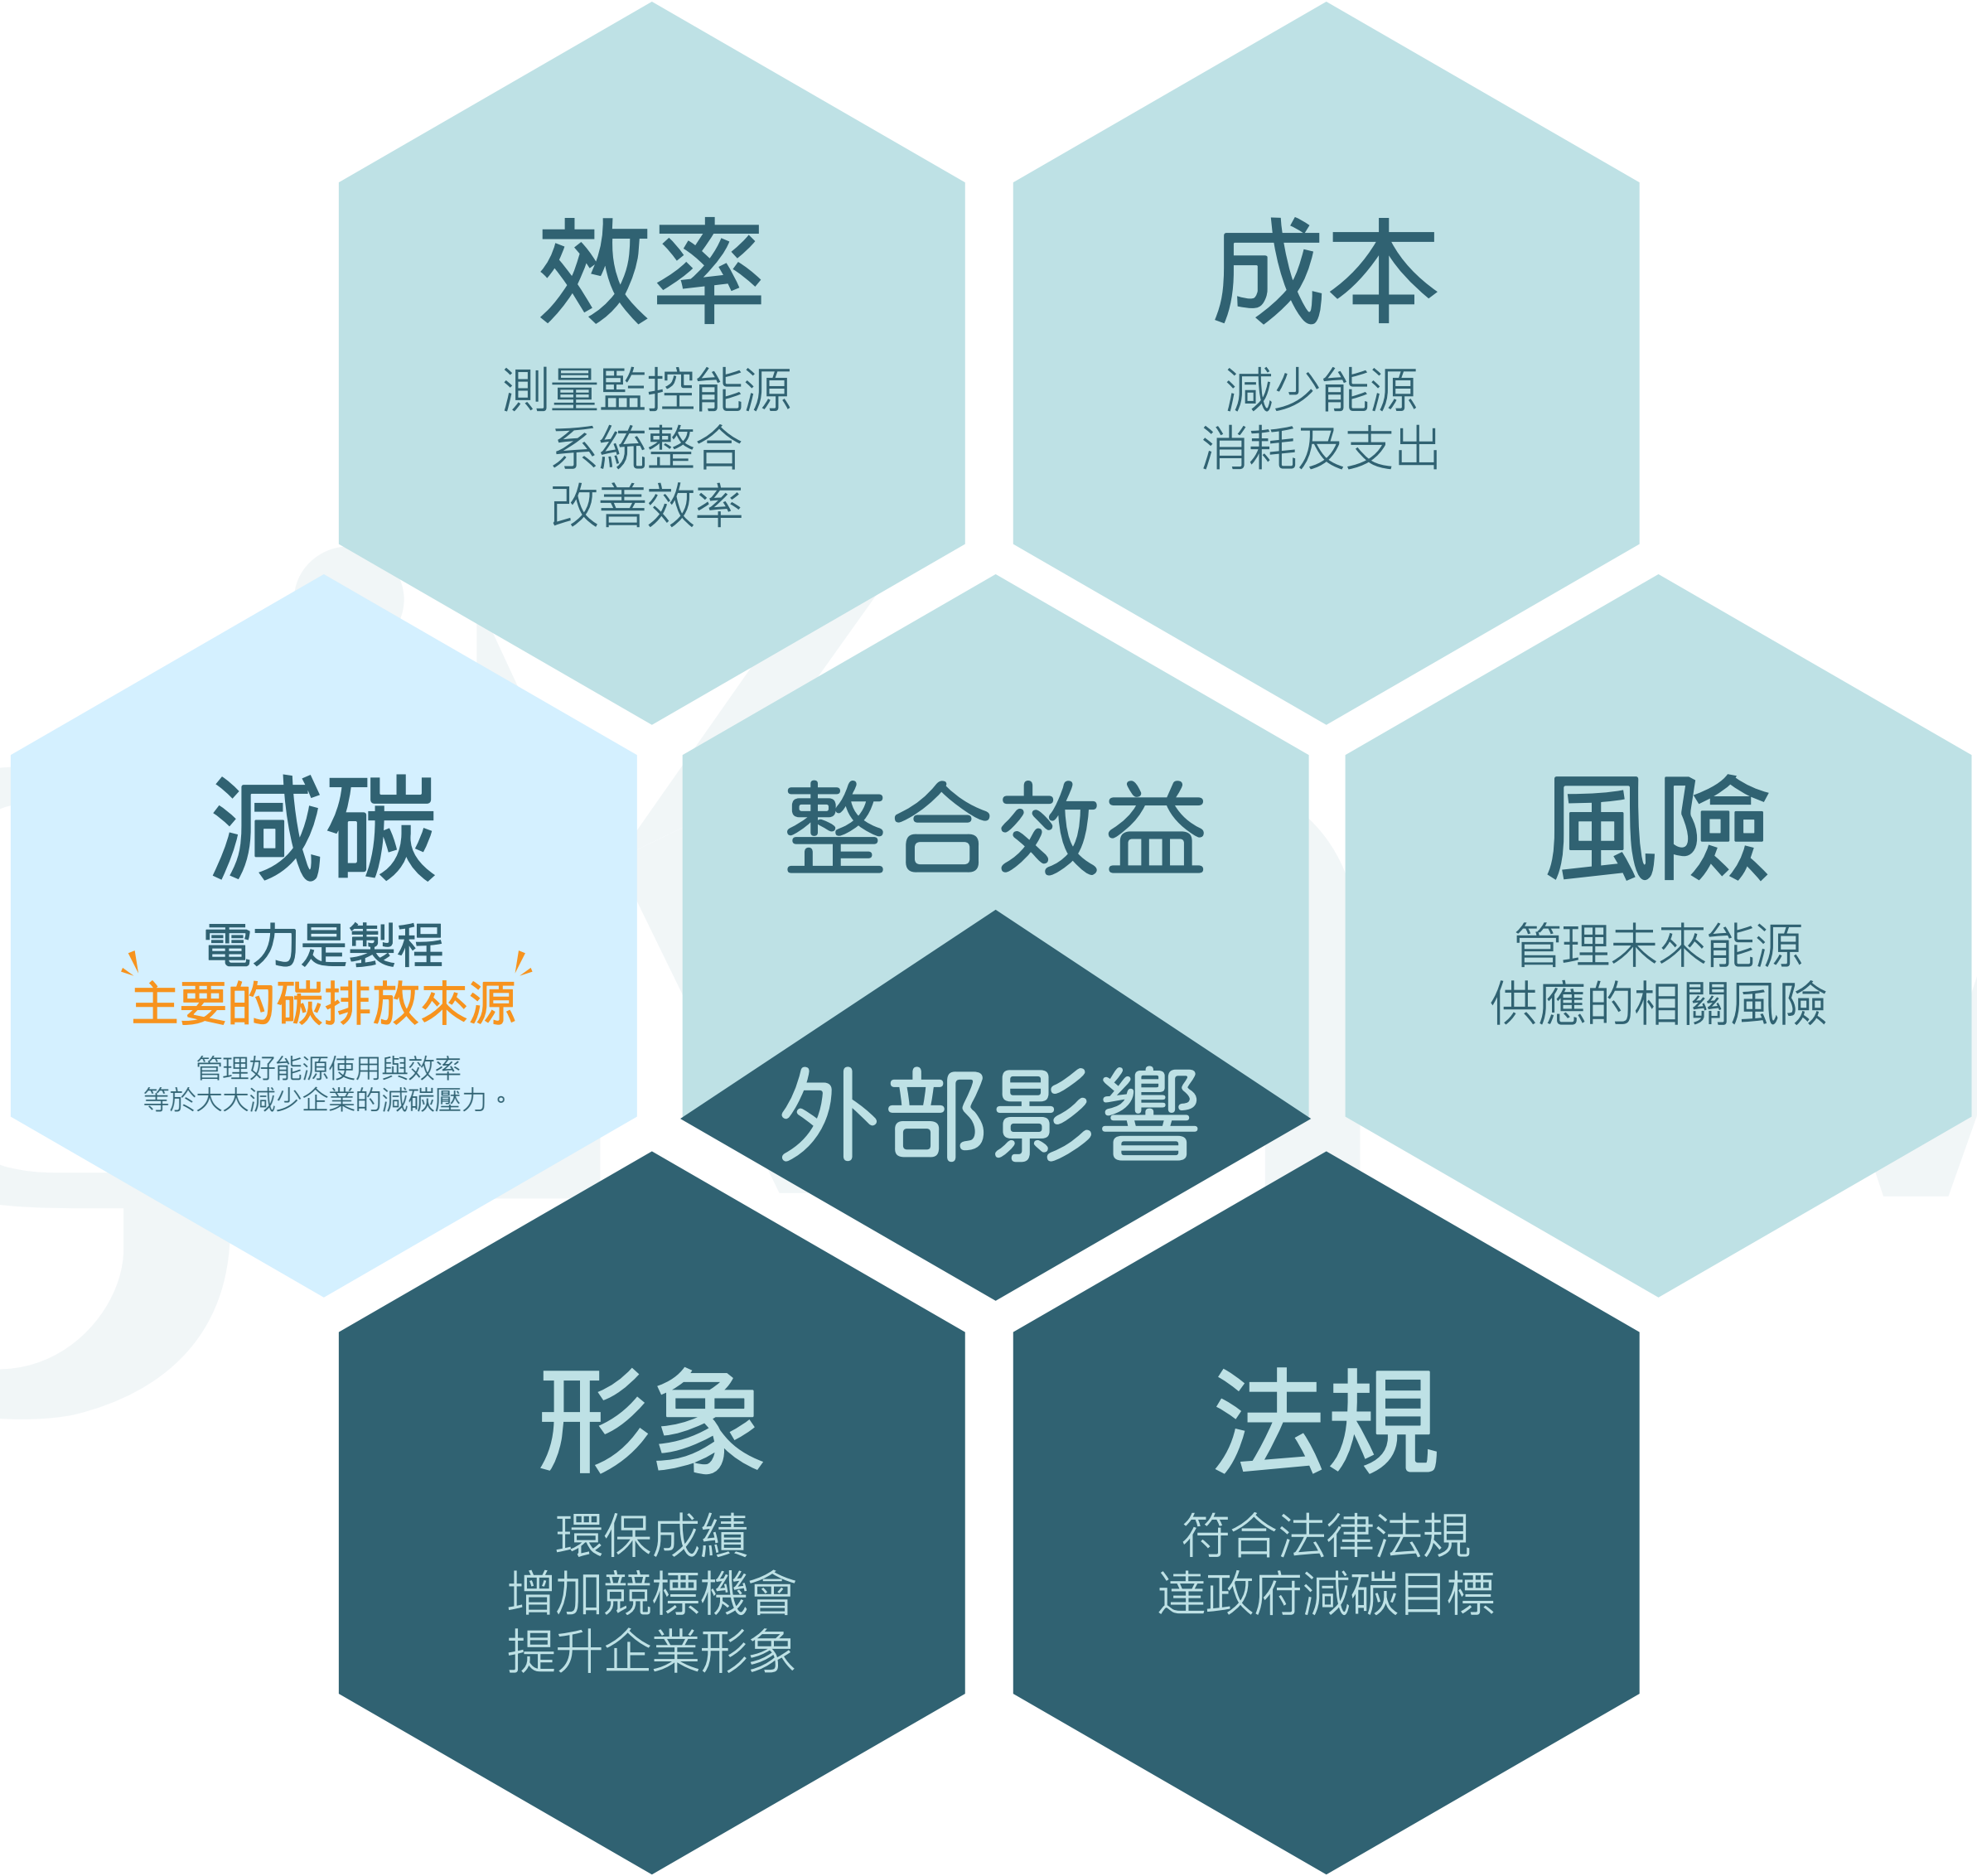 效率
測量監控能源
系統整合
改善效率
成本
減少能源
消耗及支出
減碳
電力是製程
主要的碳排放來源
管理好能源使用與效率
等於大大減少企業的減碳壓力。
整合效益
外部影響
風險
管理未來能源
供應的相關風險
形象
環保成績
增加競標機會
提升企業形象
法規
符合法律法規
達政府減碳目標